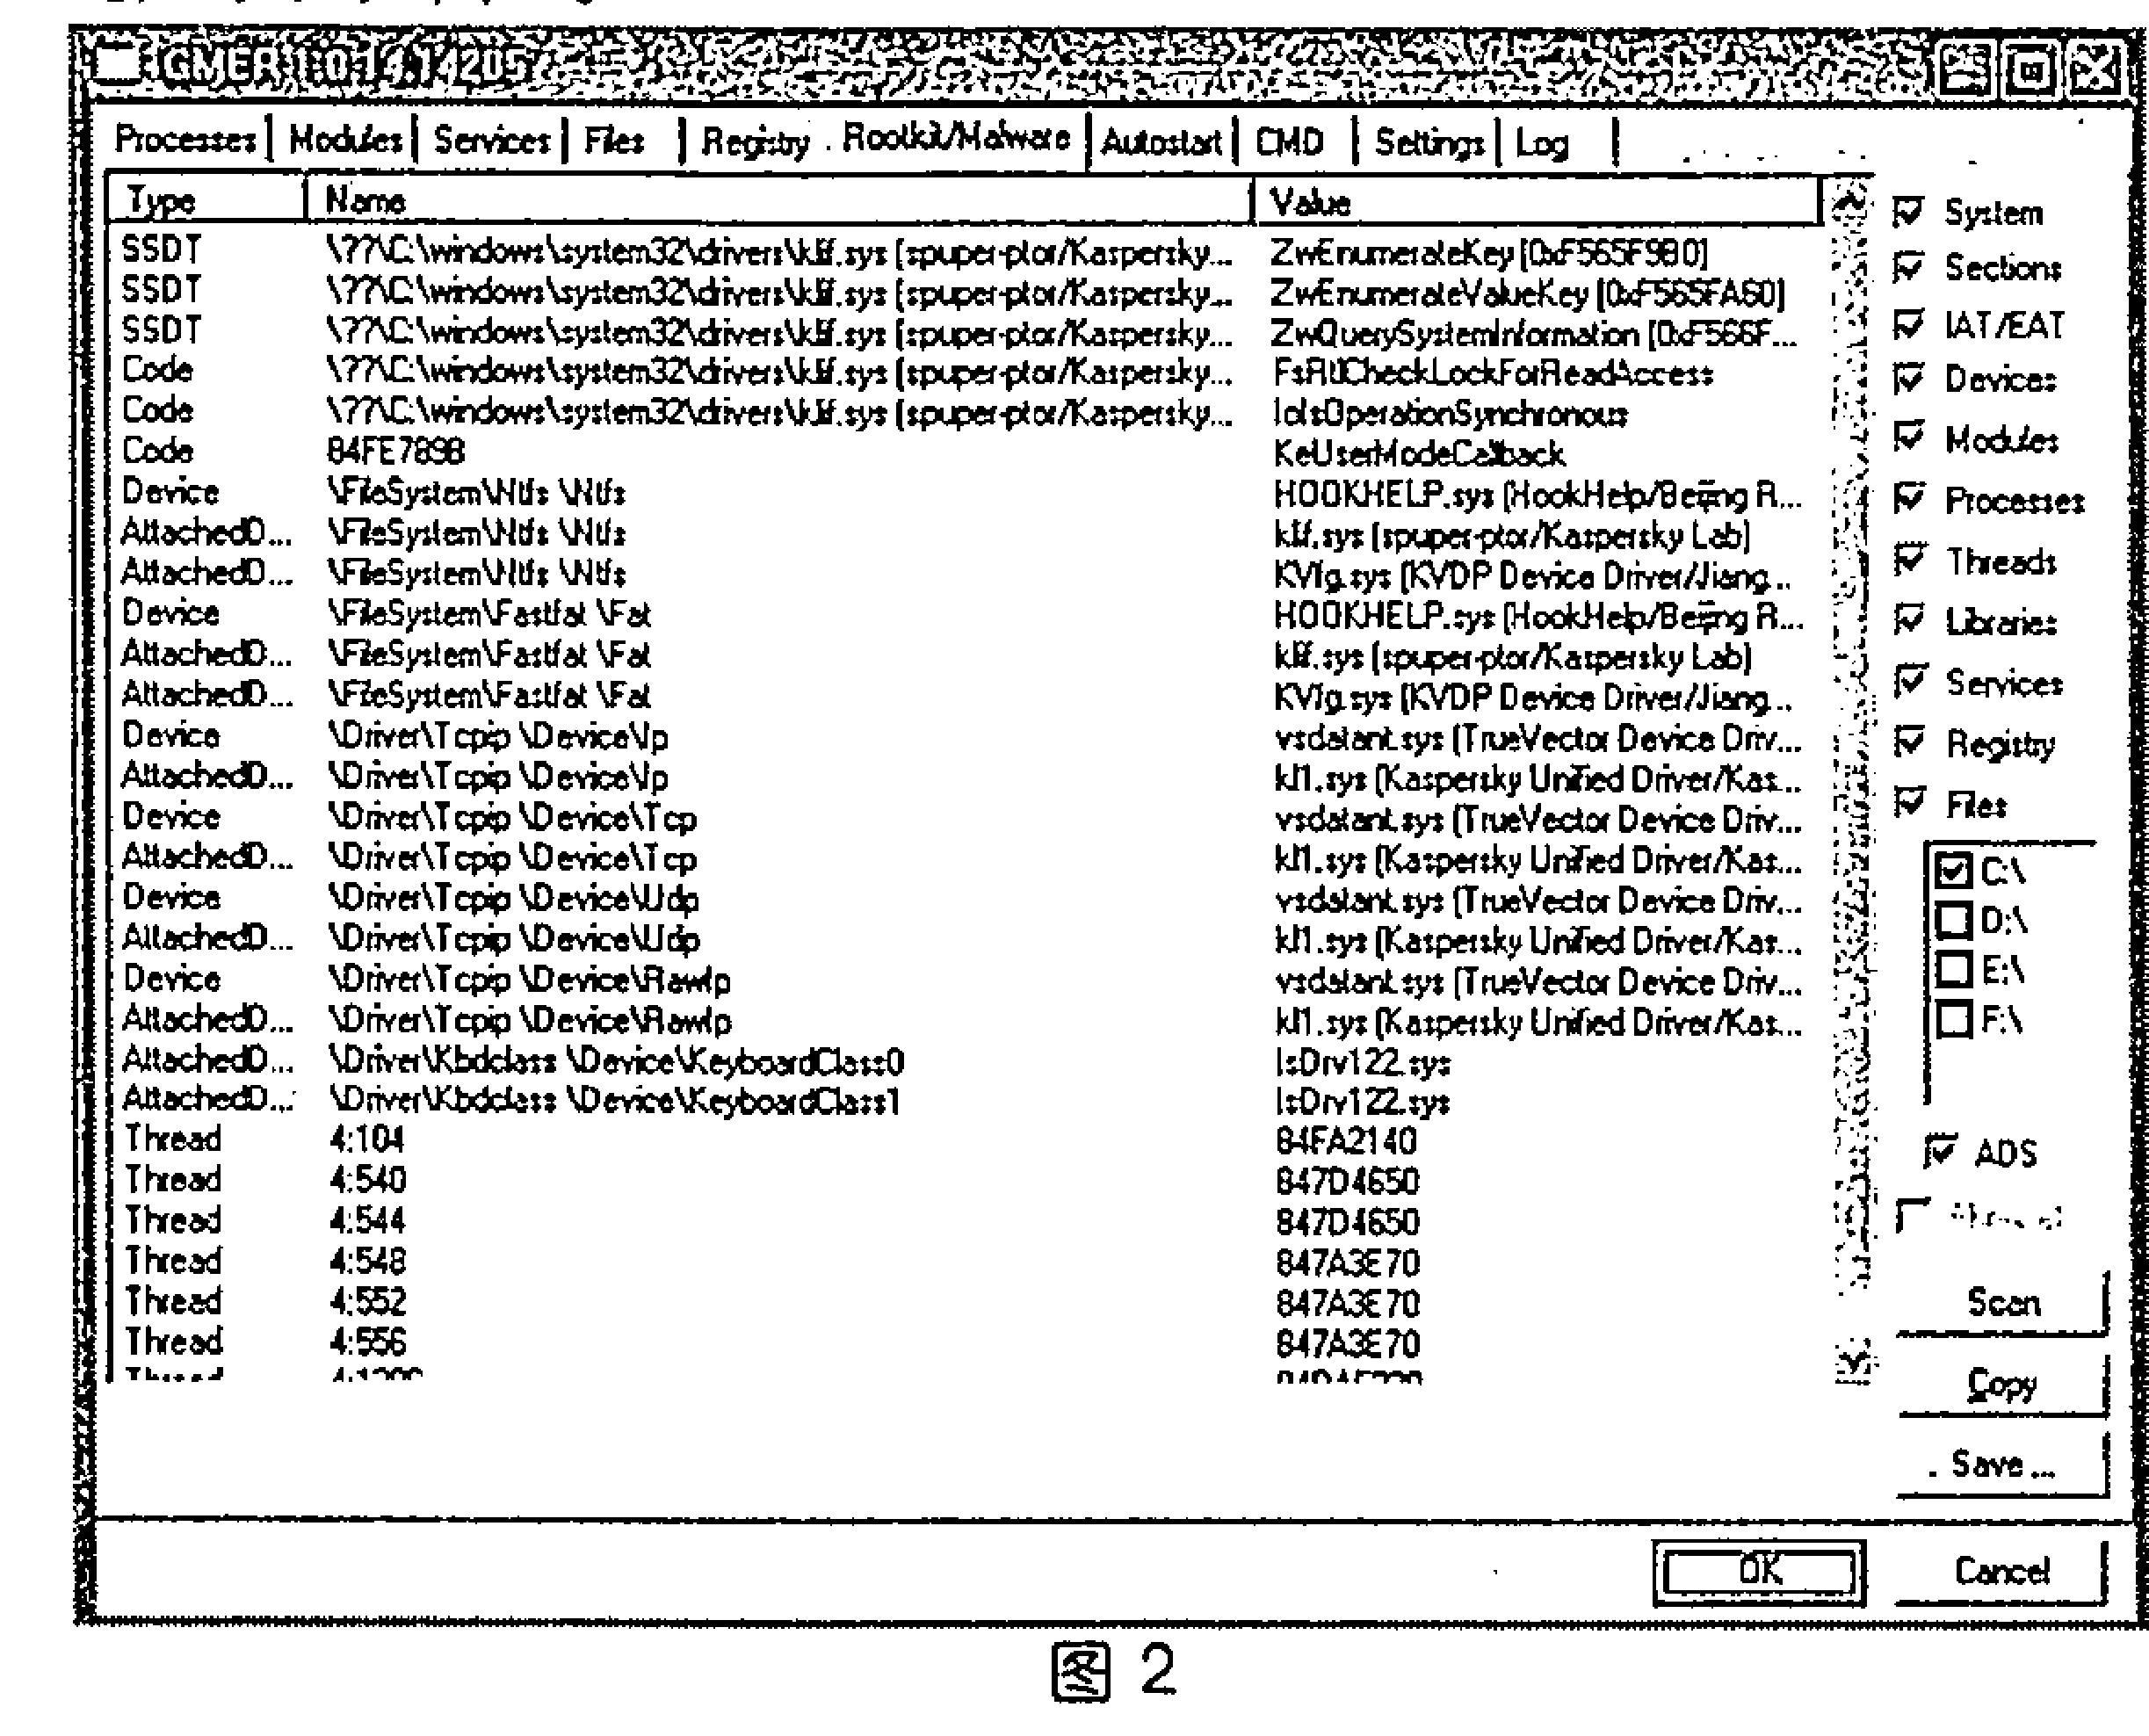 GMER 1.0.14.14205
Processes Modules Services Files Registry Rootkit/Malware Autostart CMD Settings Log
Type Name Value
SSDT \??\C:\windows\system32\drivers\klif.sys (spuper-ptor/Kaspersky... ZwEnumerateKey [0xF565F9B0]
SSDT \??\C:\windows\system32\drivers\klif.sys (spuper-ptor/Kaspersky... ZwEnumerateValueKey [0xF565FA60]
SSDT \??\C:\windows\system32\drivers\klif.sys (spuper-ptor/Kaspersky... ZwQuerySystemInformation [0xF566F...
Code \??\C:\windows\system32\drivers\klif.sys (spuper-ptor/Kaspersky... FsRtlCheckLockForReadAccess
Code \??\C:\windows\system32\drivers\klif.sys (spuper-ptor/Kaspersky... IoIsOperationSynchronous
Code 84FE7898 KeUserModeCallback
Device \FileSystem\Ntfs \Ntfs HOOKHELP.sys (HookHelp/Beijing R...
AttachedD... \FileSystem\Ntfs \Ntfs klif.sys (spuper-ptor/Kaspersky Lab)
AttachedD... \FileSystem\Ntfs \Ntfs KVfg.sys (KVDP Device Driver/Jiang...
Device \FileSystem\Fastfat \Fat HOOKHELP.sys (HookHelp/Beijing R...
AttachedD... \FileSystem\Fastfat \Fat klif.sys (spuper-ptor/Kaspersky Lab)
AttachedD... \FileSystem\Fastfat \Fat KVfg.sys (KVDP Device Driver/Jiang...
Device \Driver\Tcpip \Device\Ip vsdatant.sys (TrueVector Device Driv...
AttachedD... \Driver\Tcpip \Device\Ip kl1.sys (Kaspersky Unified Driver/Kas...
Device \Driver\Tcpip \Device\Tcp vsdatant.sys (TrueVector Device Driv...
AttachedD... \Driver\Tcpip \Device\Tcp kl1.sys (Kaspersky Unified Driver/Kas...
Device \Driver\Tcpip \Device\Udp vsdatant.sys (TrueVector Device Driv...
AttachedD... \Driver\Tcpip \Device\Udp kl1.sys (Kaspersky Unified Driver/Kas...
Device \Driver\Tcpip \Device\RawIp vsdatant.sys (TrueVector Device Driv...
AttachedD... \Driver\Tcpip \Device\RawIp kl1.sys (Kaspersky Unified Driver/Kas...
AttachedD... \Driver\Kbdclass \Device\KeyboardClass0 IsDrv122.sys
AttachedD... \Driver\Kbdclass \Device\KeyboardClass1 IsDrv122.sys
Thread 4:104 84FA2140
Thread 4:540 847D4650
Thread 4:544 847D4650
Thread 4:548 847A3E70
Thread 4:552 847A3E70
Thread 4:556 847A3E70
Thread
System
Sections
IAT/EAT
Devices
Modules
Processes
Threads
Libraries
Services
Registry
Files
C:\
D:\
E:\
F:\
ADS
Scan
Copy
Save ...
OK Cancel
图 2